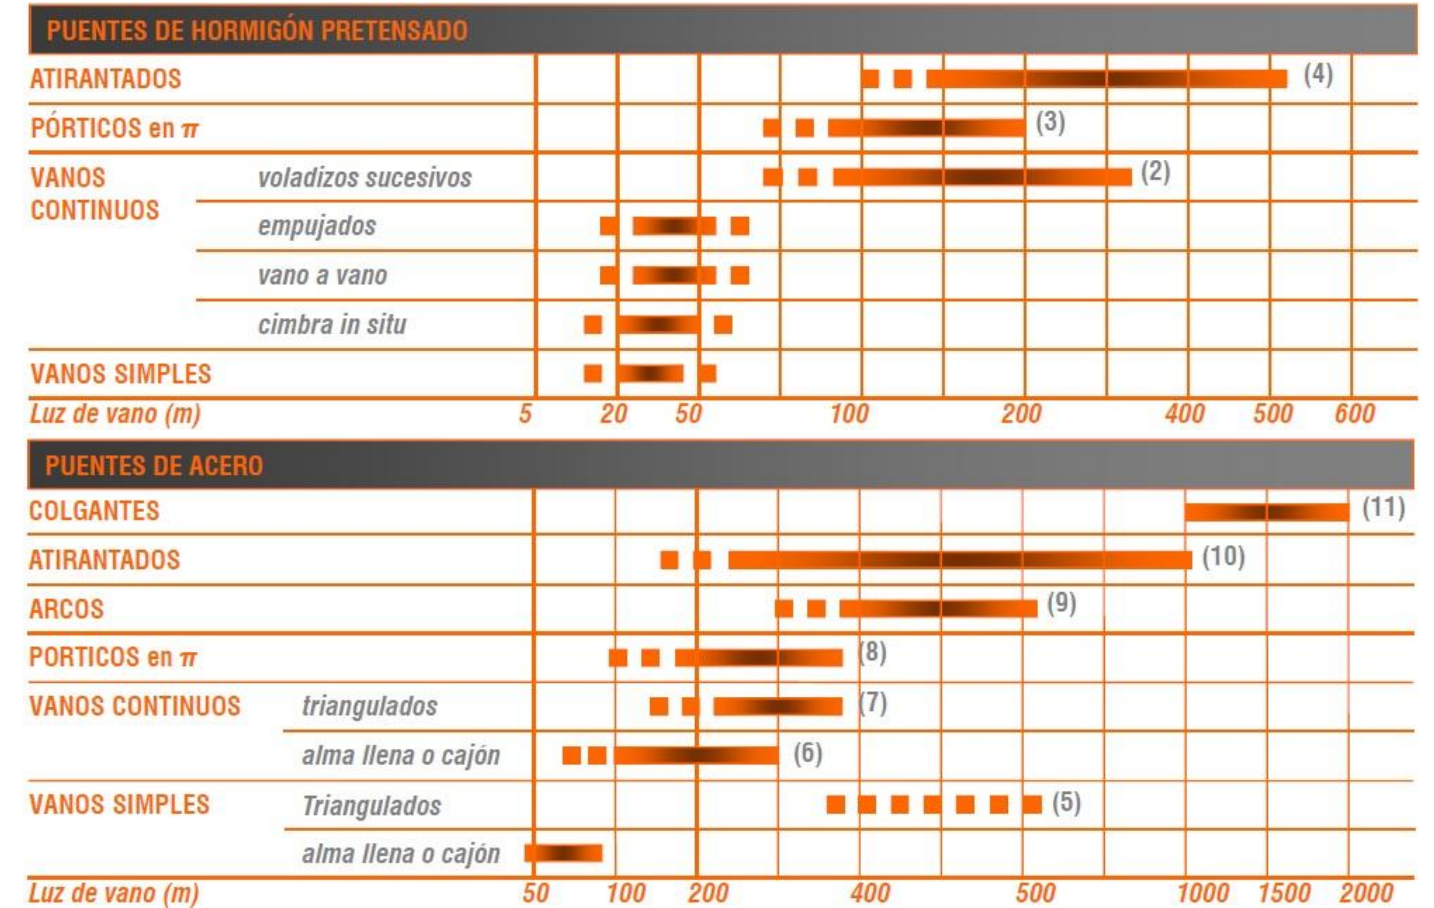 PUENTES DE HORMIGÓN PRETENSADO
ATIRANTADOS (4)
PÓRTICOS en π (3)
VANOS CONTINUOS voladizos sucesivos (2)
empujados
vano a vano
cimbra in situ
VANOS SIMPLES
Luz de vano (m) 5 20 50 100 200 400 500 600
PUENTES DE ACERO
COLGANTES (11)
ATIRANTADOS (10)
ARCOS (9)
PORTICOS en π (8)
VANOS CONTINUOS triangulados (7)
alma llena o cajón (6)
VANOS SIMPLES Triangulados (5)
alma llena o cajón
Luz de vano (m) 50 100 200 400 500 1000 1500 2000